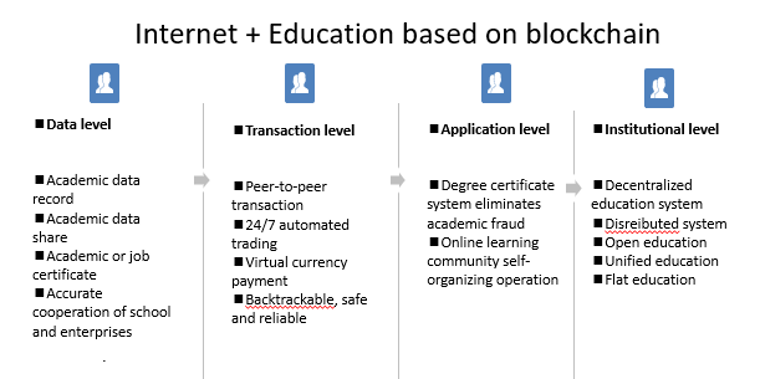 Internet + Education based on blockchain
■Data level
■Academic data
record
■Academic data
share
■Academic or job
certificate
■Accurate
cooperation of school
and enterprises
.
■Transaction level
■Peer-to-peer
transaction
■24/7 automated
trading
■Virtual currency
payment
■Backtrackable, safe
and reliable
■Application level
■Degree certificate
system eliminates
academic fraud
■Online learning
community self-
organizing operation
■Institutional level
■Decentralized
education system
■Disreibuted system
■Open education
■Unified education
■Flat education